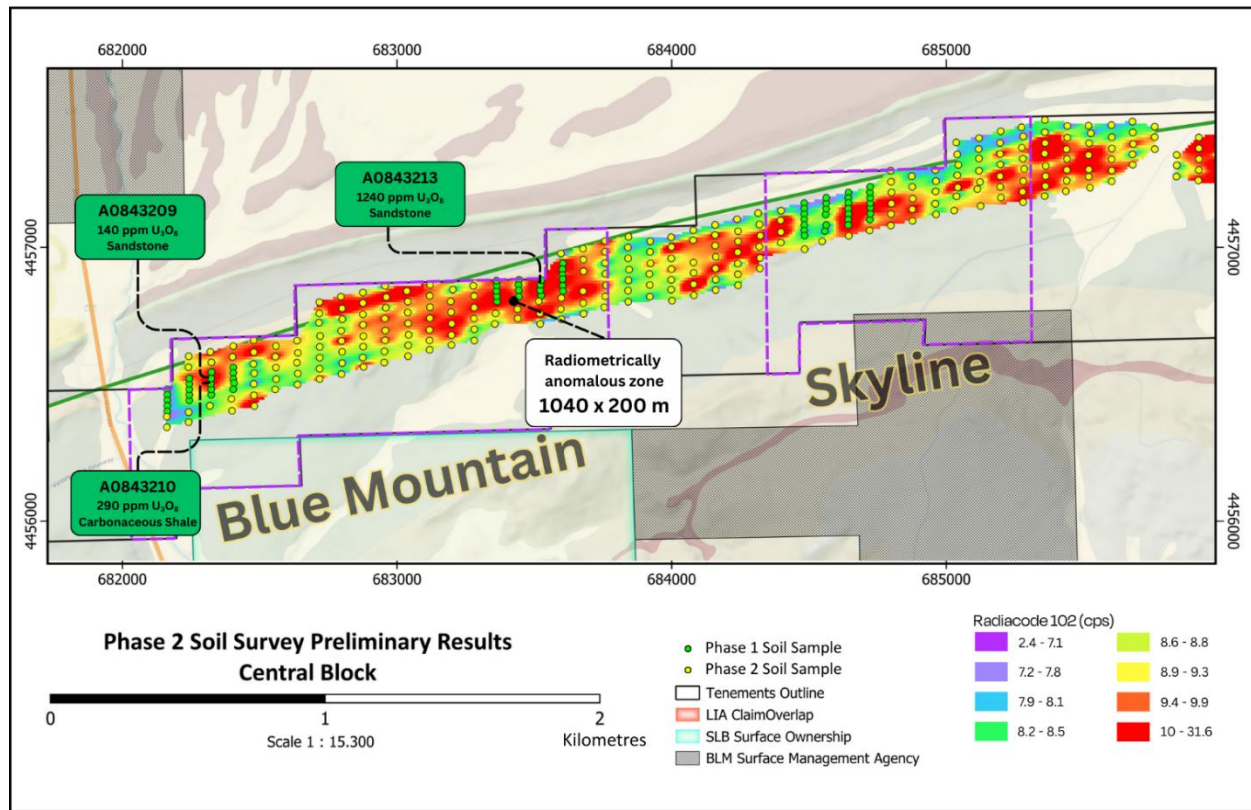 682000
683000
684000
685000
4457000
4457000
A0843213
1240 ppm U₃O₈
Sandstone
A0843209
140 ppm U₃O₈
Sandstone
Radiometrically
anomalous zone
1040 x 200 m
Skyline
A0843210
290 ppm U₃O₈
Carbonaceous Shale
Blue Mountain
4456000
4456000
682000
683000
684000
685000
Phase 2 Soil Survey Preliminary Results
Central Block
0
1
2
Scale 1 : 15.300
Kilometres
Phase 1 Soil Sample
Phase 2 Soil Sample
Tenements Outline
LIA ClaimOverlap
SLB Surface Ownership
BLM Surface Management Agency
Radiacode 102 (cps)
2.4 - 7.1
7.2 - 7.8
7.9 - 8.1
8.2 - 8.5
8.6 - 8.8
8.9 - 9.3
9.4 - 9.9
10 - 31.6